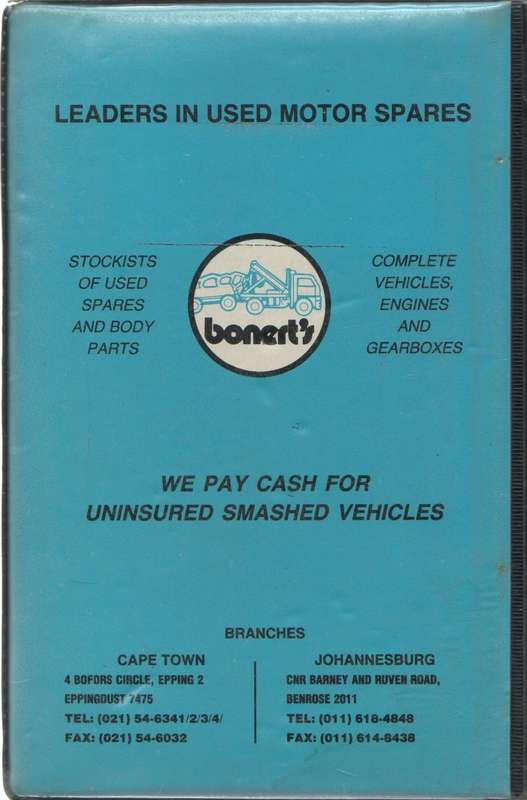 LEADERS IN USED MOTOR SPARES
STOCKISTS
OF USED
SPARES
AND BODY
PARTS
bonert's
COMPLETE
VEHICLES,
ENGINES
AND
GEARBOXES
WE PAY CASH FOR
UNINSURED SMASHED VEHICLES
BRANCHES
CAPE TOWN
4 BOFORS CIRCLE, EPPING 2
EPPINGDUST 7475
TEL: (021) 54-6341/2/3/4/
FAX: (021) 54-6032
JOHANNESBURG
CNR BARNEY AND RUVEN ROAD,
BENROSE 2011
TEL: (011) 618-4848
FAX: (011) 614-8438